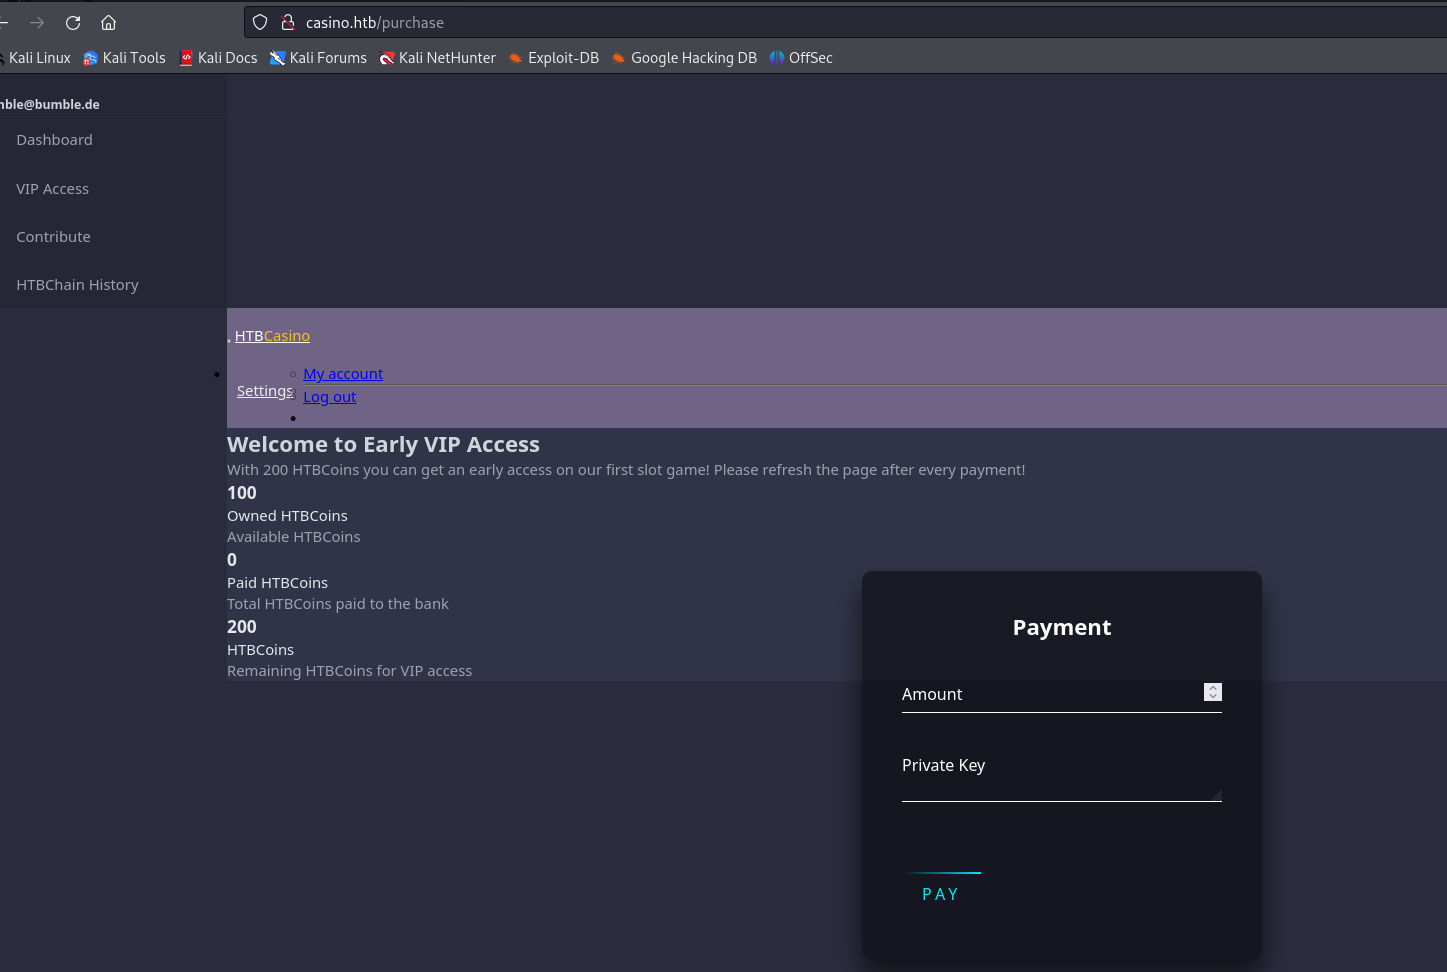 casino.htb/purchase
Kali Linux Kali Tools Kali Docs Kali Forums Kali NetHunter Exploit-DB Google Hacking DB OffSec
mble@bumble.de
Dashboard
VIP Access
Contribute
HTBChain History
HTBCasino
My account
Settings
Log out
Welcome to Early VIP Access
With 200 HTBCoins you can get an early access on our first slot game! Please refresh the page after every payment!
100
Owned HTBCoins
Available HTBCoins
0
Paid HTBCoins
Total HTBCoins paid to the bank
200
HTBCoins
Remaining HTBCoins for VIP access
Payment
Amount
Private Key
PAY